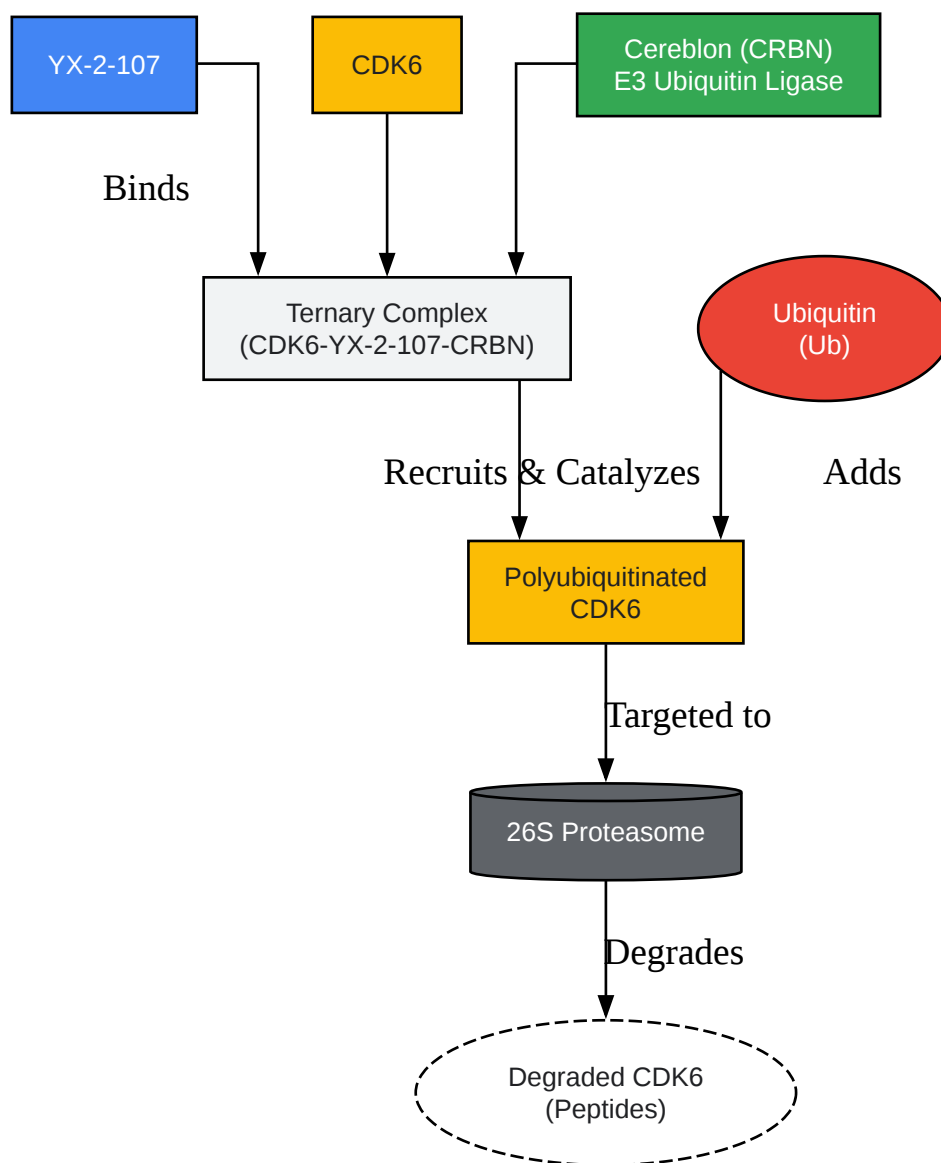 YX-2-107
CDK6
Cereblon (CRBN)
E3 Ubiquitin Ligase
Binds
Ternary Complex
(CDK6-YX-2-107-CRBN)
Ubiquitin
(Ub)
Recruits & Catalyzes
Adds
Polyubiquitinated
CDK6
Targeted to
26S Proteasome
Degrades
Degraded CDK6
(Peptides)